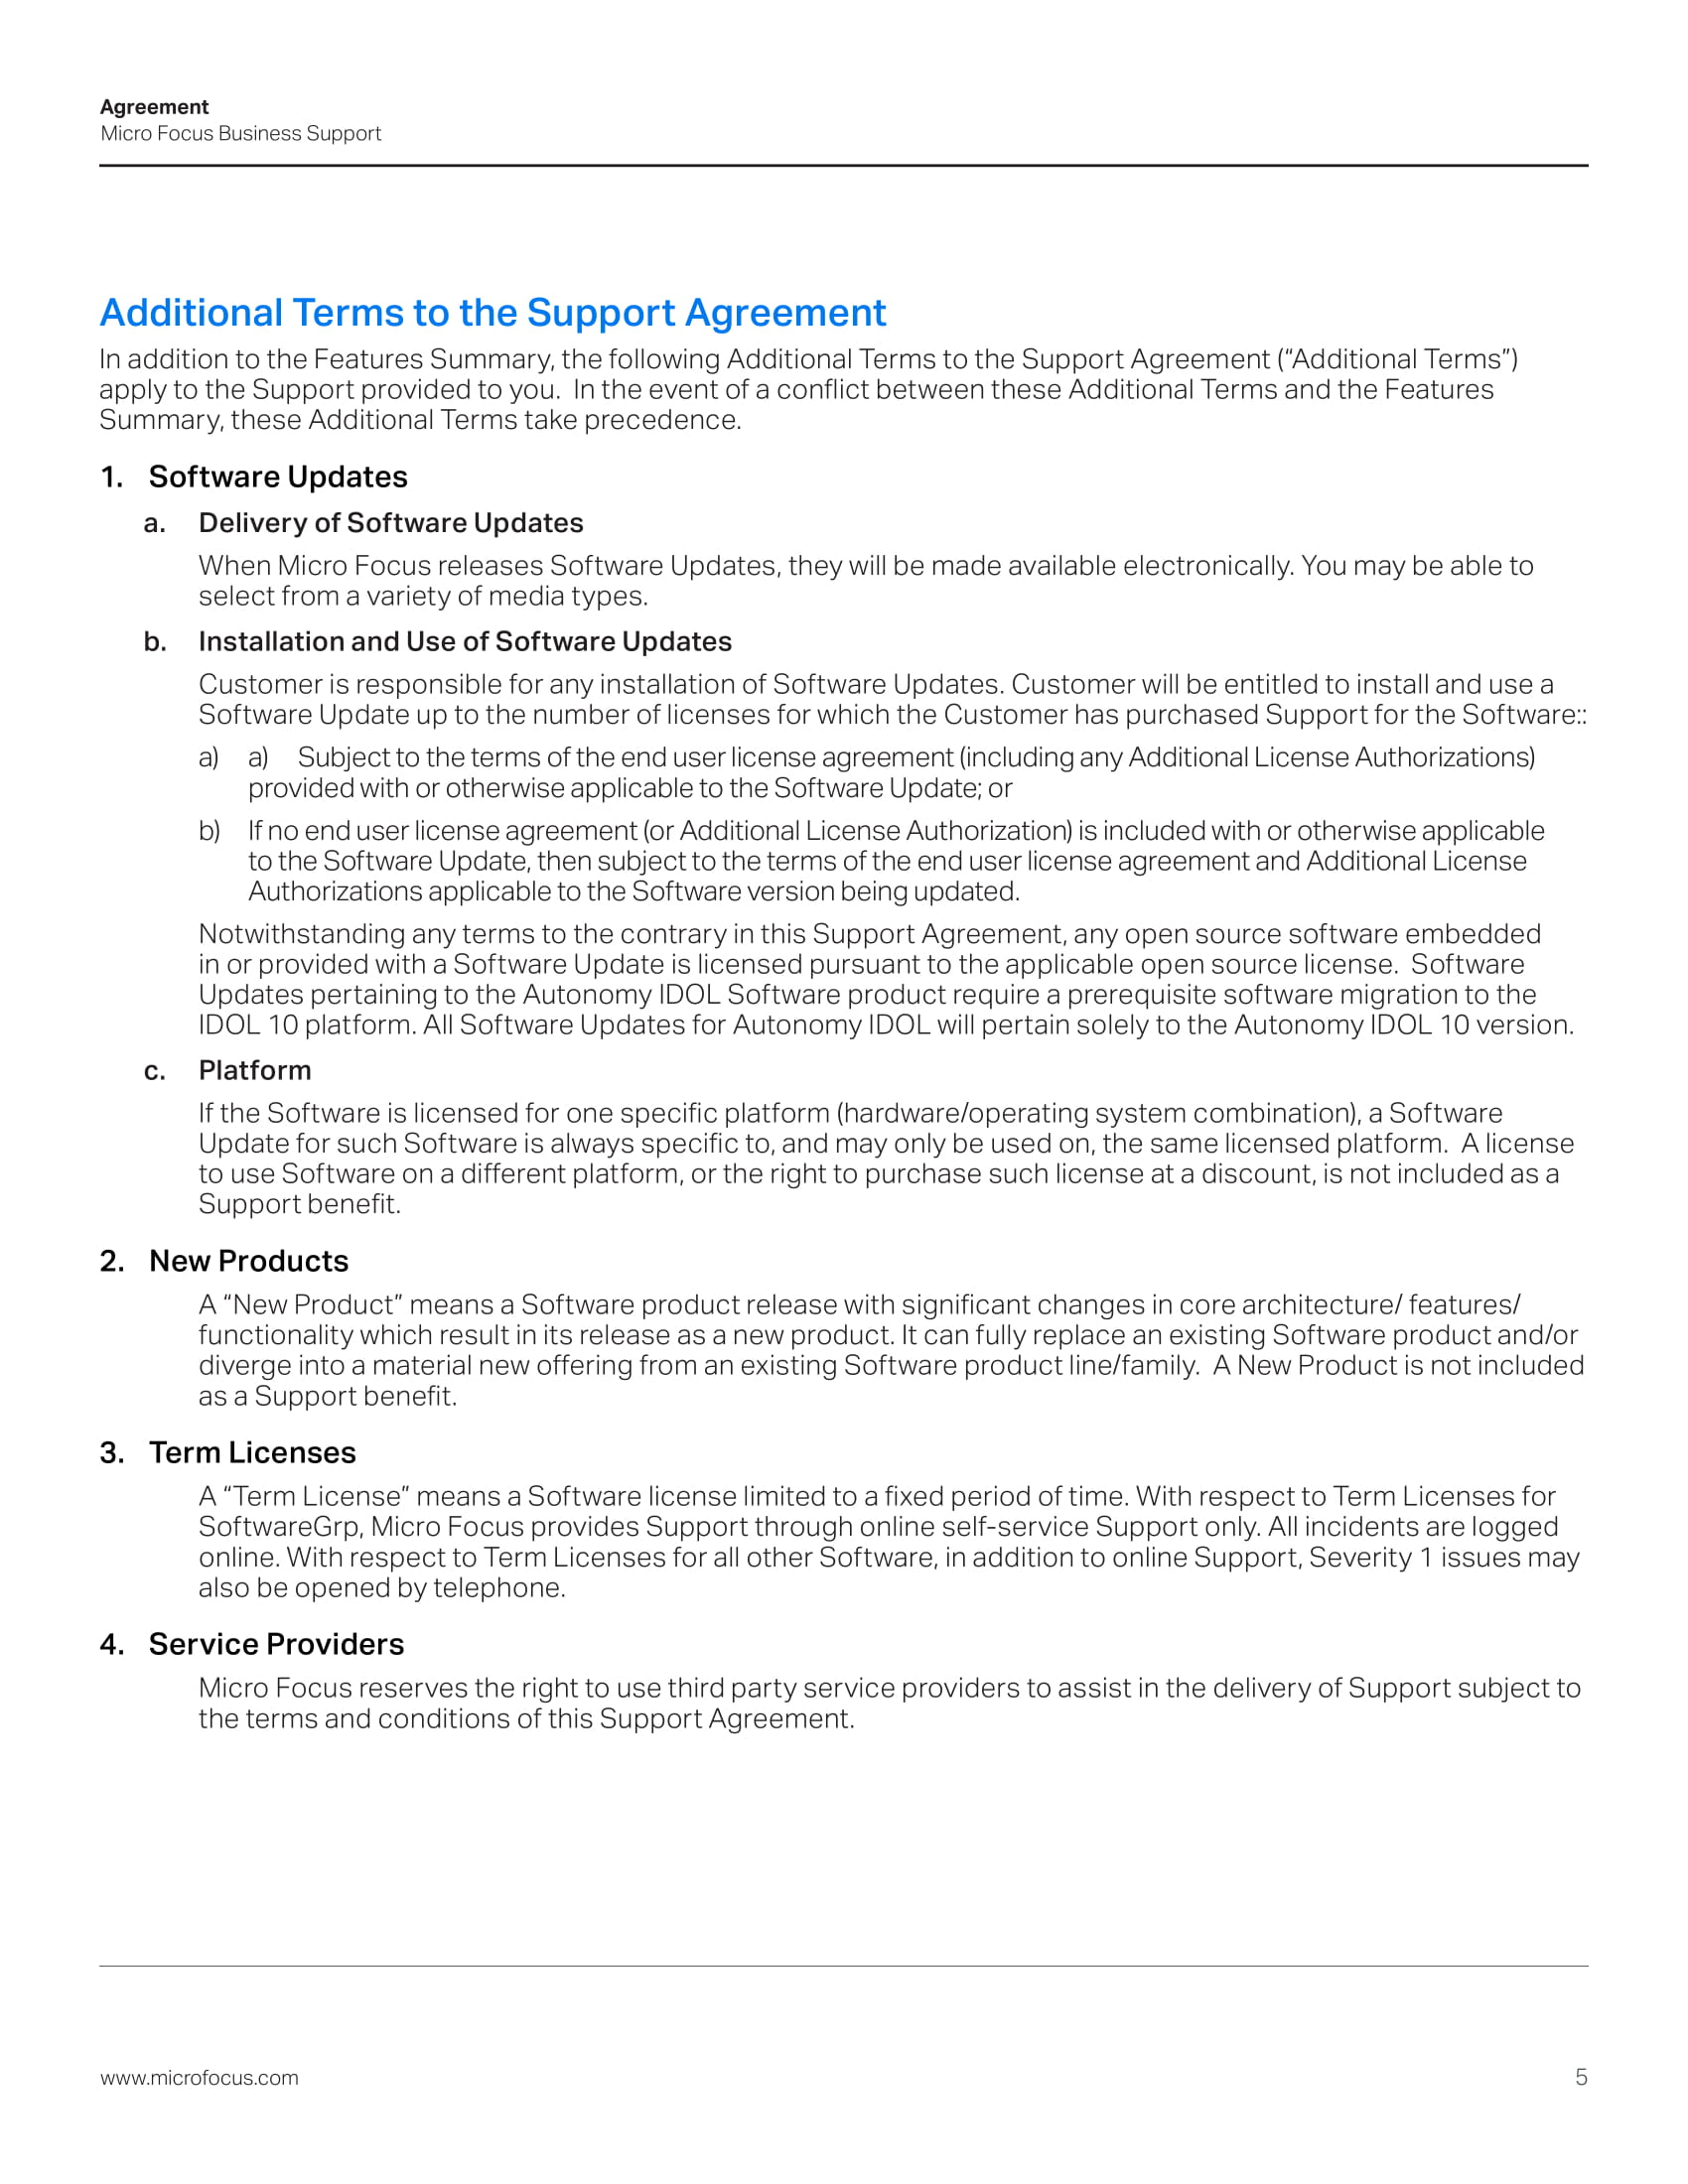 Agreement
Micro Focus Business Support
Additional Terms to the Support Agreement
In addition to the Features Summary, the following Additional Terms to the Support Agreement (“Additional Terms”)
apply to the Support provided to you.  In the event of a conflict between these Additional Terms and the Features
Summary, these Additional Terms take precedence.
1. Software Updates
a. Delivery of Software Updates
When Micro Focus releases Software Updates, they will be made available electronically. You may be able to
select from a variety of media types.
b. Installation and Use of Software Updates
Customer is responsible for any installation of Software Updates. Customer will be entitled to install and use a
Software Update up to the number of licenses for which the Customer has purchased Support for the Software::
a) a) Subject to the terms of the end user license agreement (including any Additional License Authorizations)
provided with or otherwise applicable to the Software Update; or
b) If no end user license agreement (or Additional License Authorization) is included with or otherwise applicable
to the Software Update, then subject to the terms of the end user license agreement and Additional License
Authorizations applicable to the Software version being updated.
Notwithstanding any terms to the contrary in this Support Agreement, any open source software embedded
in or provided with a Software Update is licensed pursuant to the applicable open source license.  Software
Updates pertaining to the Autonomy IDOL Software product require a prerequisite software migration to the
IDOL 10 platform. All Software Updates for Autonomy IDOL will pertain solely to the Autonomy IDOL 10 version.
c. Platform
If the Software is licensed for one specific platform (hardware/operating system combination), a Software
Update for such Software is always specific to, and may only be used on, the same licensed platform.  A license
to use Software on a different platform, or the right to purchase such license at a discount, is not included as a
Support benefit.
2. New Products
A “New Product” means a Software product release with significant changes in core architecture/ features/
functionality which result in its release as a new product. It can fully replace an existing Software product and/or
diverge into a material new offering from an existing Software product line/family.  A New Product is not included
as a Support benefit.
3. Term Licenses
A “Term License” means a Software license limited to a fixed period of time. With respect to Term Licenses for
SoftwareGrp, Micro Focus provides Support through online self-service Support only. All incidents are logged
online. With respect to Term Licenses for all other Software, in addition to online Support, Severity 1 issues may
also be opened by telephone.
4. Service Providers
Micro Focus reserves the right to use third party service providers to assist in the delivery of Support subject to
the terms and conditions of this Support Agreement.
www.microfocus.com
5